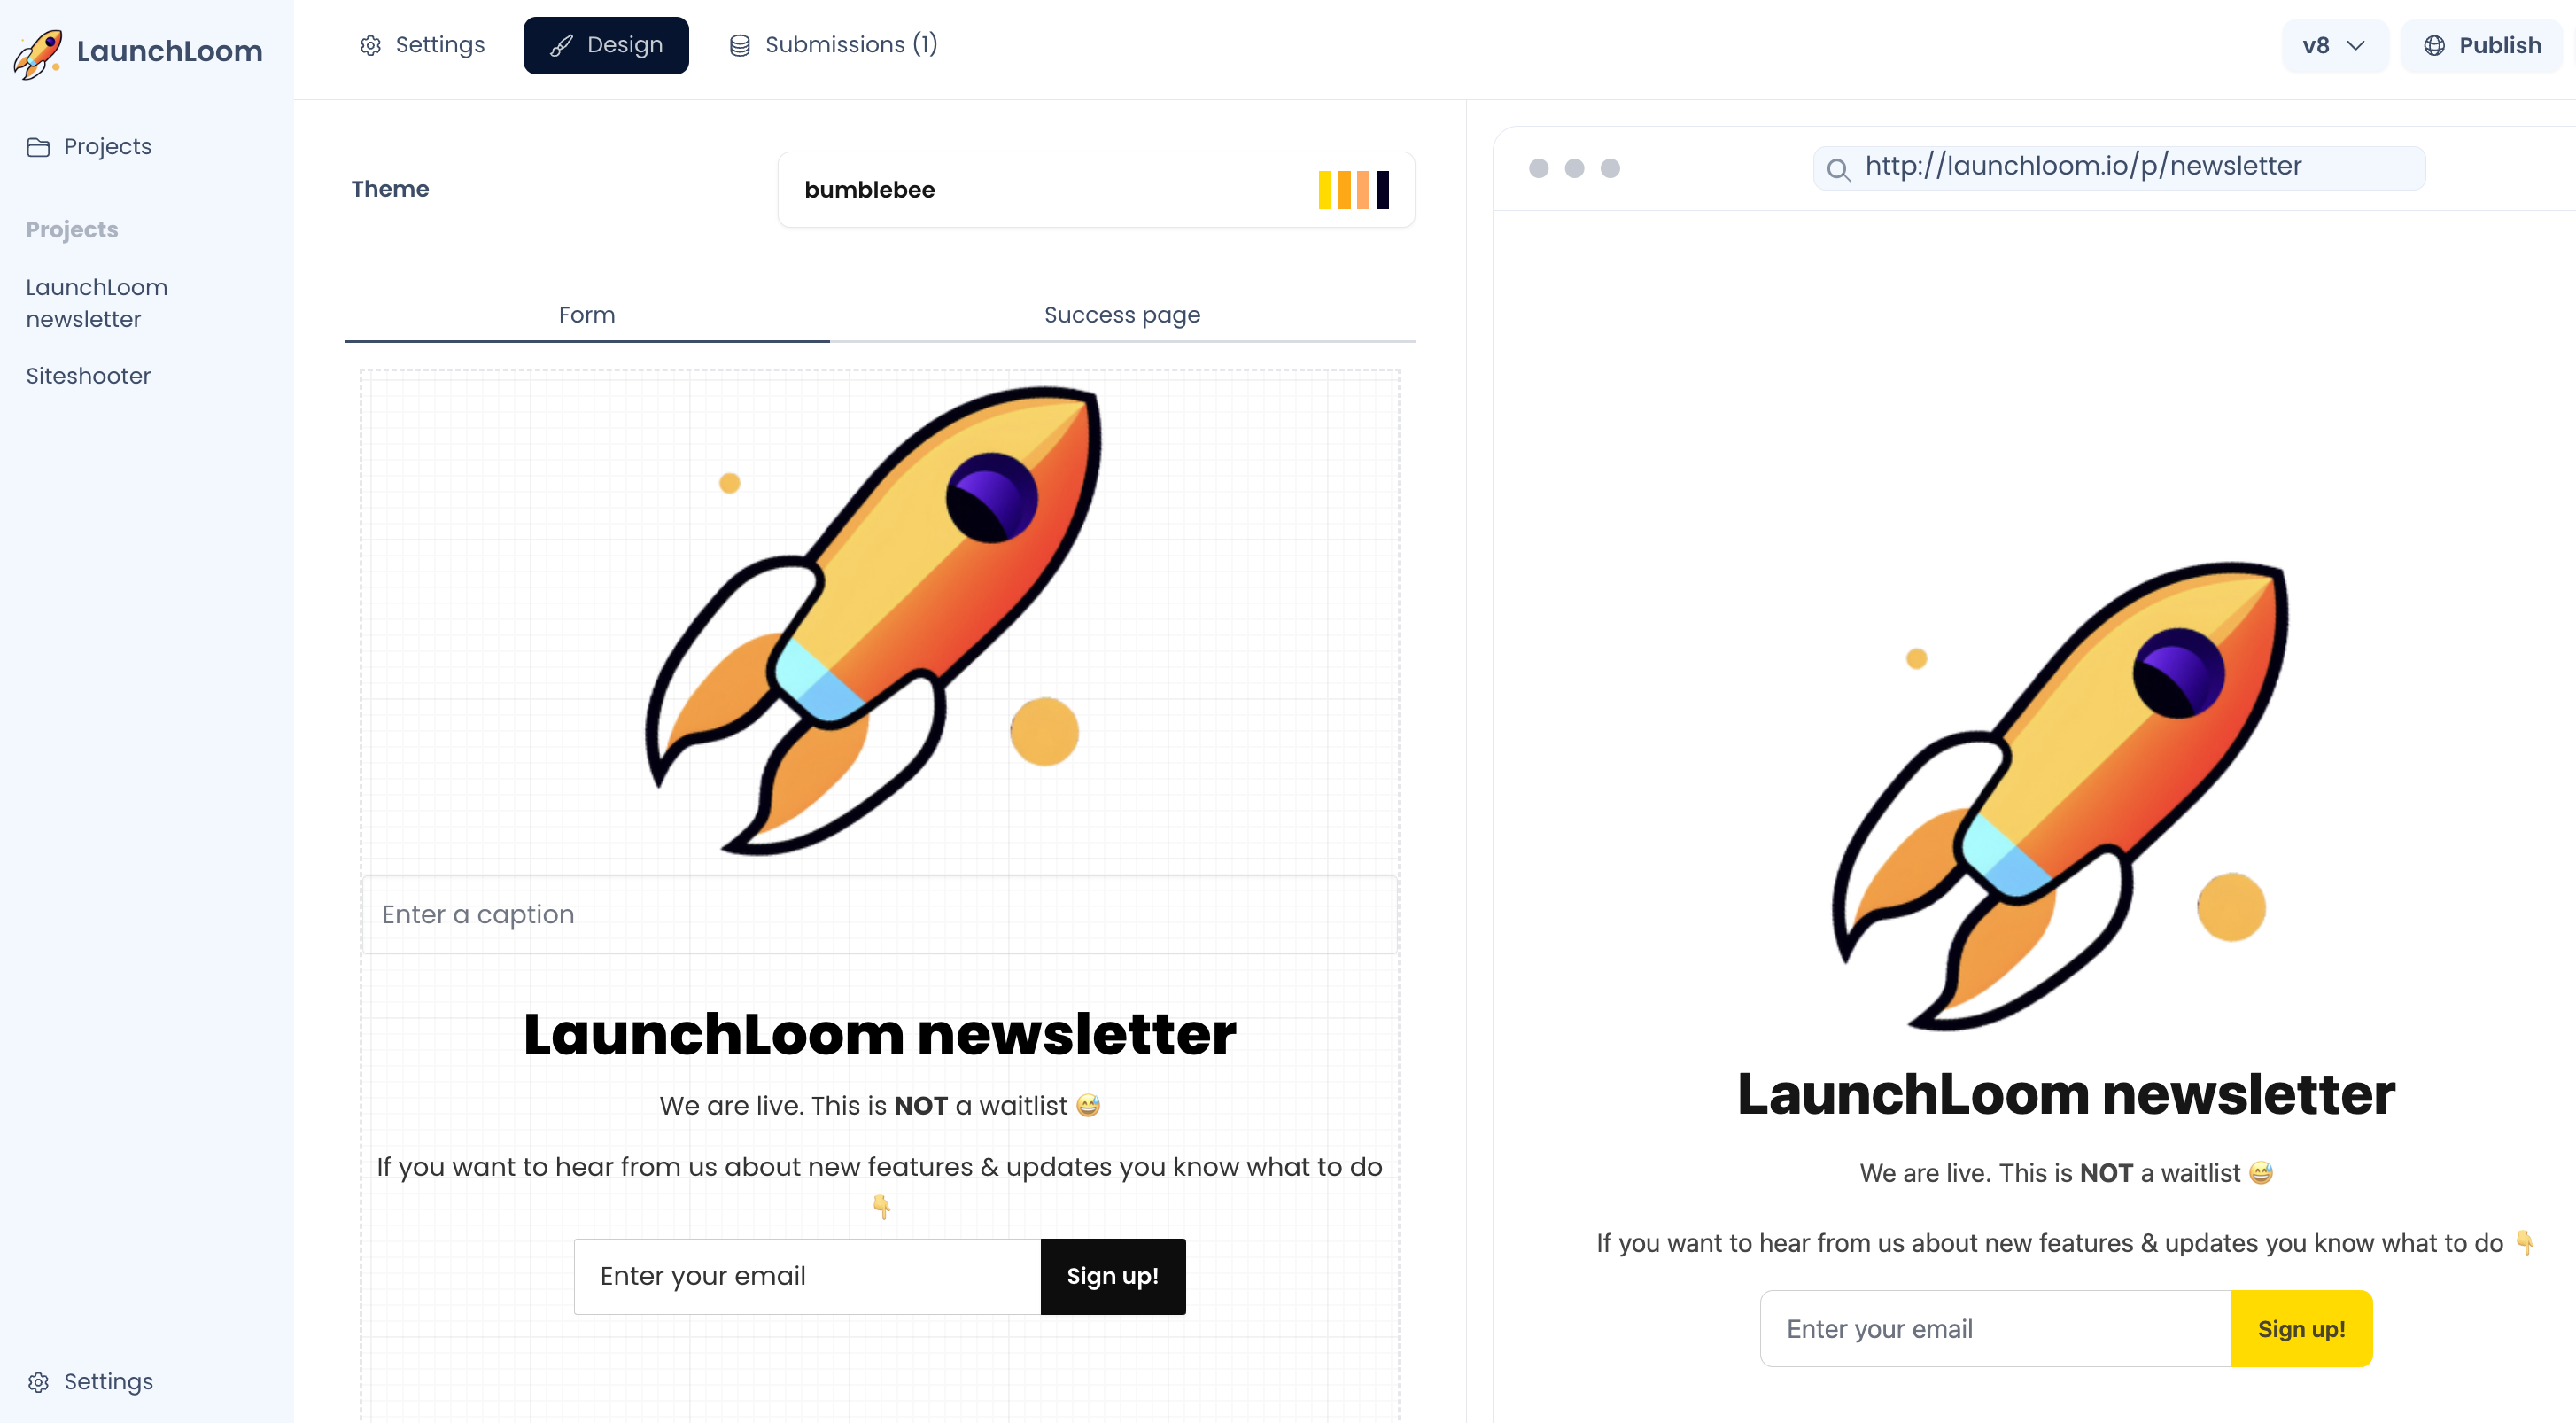 LaunchLoom
Projects
Projects
LaunchLoom
newsletter
Siteshooter
Settings
Settings
Design
Submissions (1)
v8
Publish
Theme
bumblebee
Form
Success page
Enter a caption
LaunchLoom newsletter
We are live. This is NOT a waitlist 😅
If you want to hear from us about new features & updates you know what to do
👇
Enter your email
Sign up!
http://launchloom.io/p/newsletter
LaunchLoom newsletter
We are live. This is NOT a waitlist 😅
If you want to hear from us about new features & updates you know what to do 👇
Enter your email
Sign up!